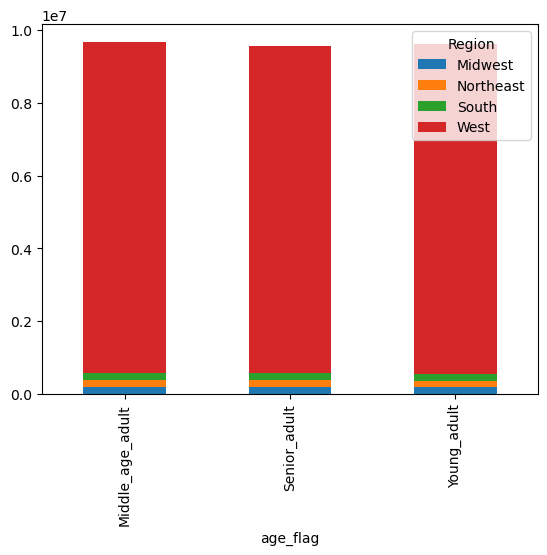 1e7
1.0
0.8
0.6
0.4
0.2
0.0
Region
Midwest
Northeast
South
West
Middle_age_adult
Senior_adult
Young_adult
age_flag